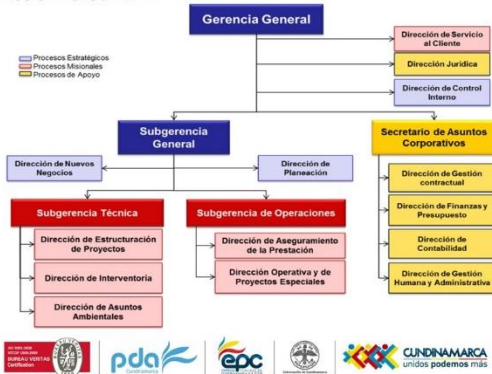 Gerencia General
Dirección de Servicio
al Cliente
Dirección Jurídica
Dirección de Control
Interno
Procesos Estratégicos
Procesos Misionales
Procesos de Apoyo
Subgerencia
General
Secretario de Asuntos
Corporativos
Dirección de Nuevos
Negocios
Dirección de
Planeación
Dirección de Gestión
contractual
Subgerencia Técnica
Subgerencia de Operaciones
Dirección de Finanzas y
Presupuesto
Dirección de Estructuración
de Proyectos
Dirección de Aseguramiento
de la Prestación
Dirección de
Contabilidad
Dirección de Interventoría
Dirección Operativa y de
Proyectos Especiales
Dirección de Gestión
Humana y Administrativa
Dirección de Asuntos
Ambientales
BUREAU VERITAS
Certification
pda
Cundinamarca
epc
CUNDINAMARCA
unidos podemos más